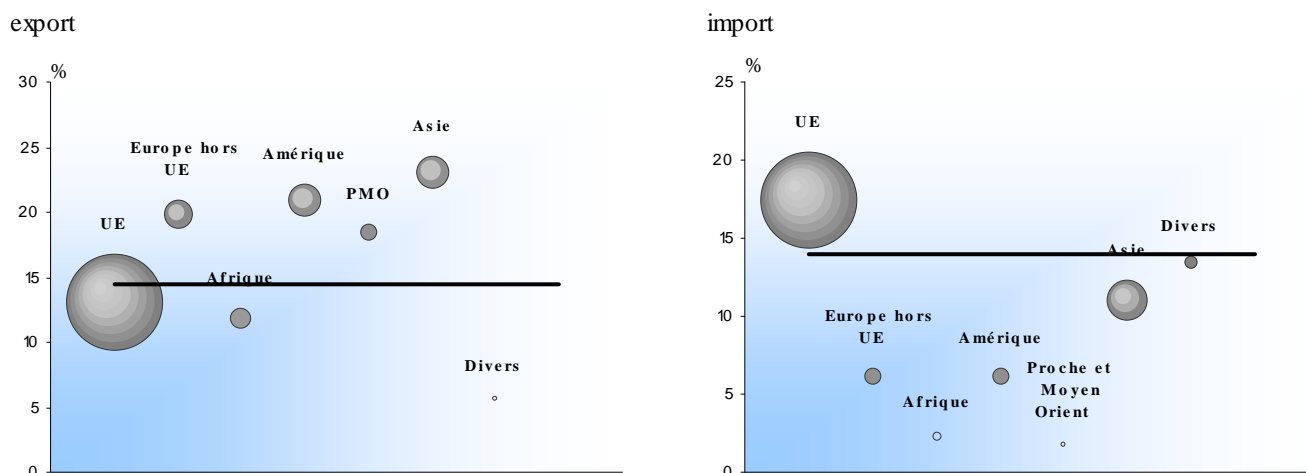 export
%
30
25
20
15
10
5
0
UE
Europe hors
UE
Afrique
Amérique
PMO
Asie
Divers
import
%
25
20
15
10
5
0
UE
Europe hors
UE
Afrique
Amérique
Proche et
Moyen
Orient
Asie
Divers